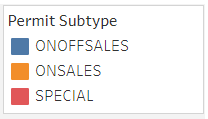 Permit Subtype
ONOFFSALES
ONSALES
SPECIAL